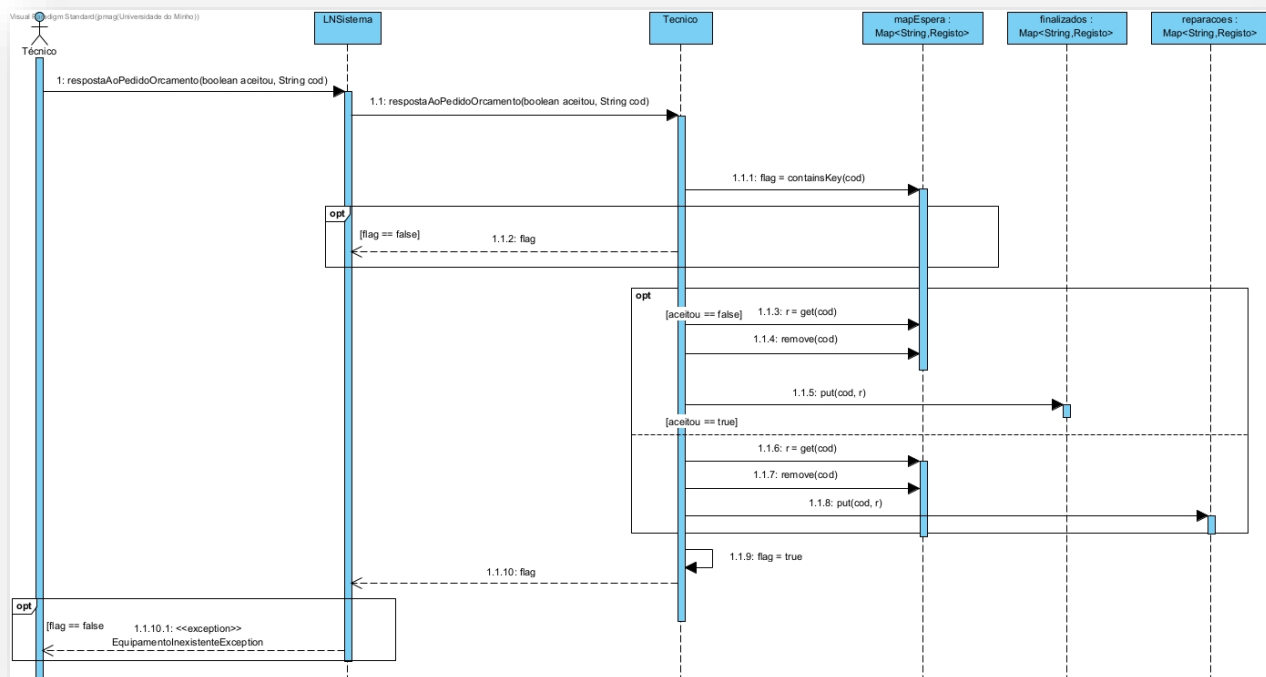 Visual Paradigm Standard(jpmag(Universidade do Minho))
Técnico
LNSistema
Tecnico
mapEspera :
Map<String,Registo>
finalizados :
Map<String,Registo>
reparacoes :
Map<String,Registo>
1: respostaAoPedidoOrcamento(boolean aceitou, String cod)
1.1: respostaAoPedidoOrcamento(boolean aceitou, String cod)
1.1.1: flag = containsKey(cod)
opt
[flag == false]
1.1.2: flag
opt
[aceitou == false]
1.1.3: r = get(cod)
1.1.4: remove(cod)
1.1.5: put(cod, r)
[aceitou == true]
1.1.6: r = get(cod)
1.1.7: remove(cod)
1.1.8: put(cod, r)
1.1.9: flag = true
1.1.10: flag
opt
[flag == false
1.1.10.1: <<exception>>
EquipamentoInexistenteException